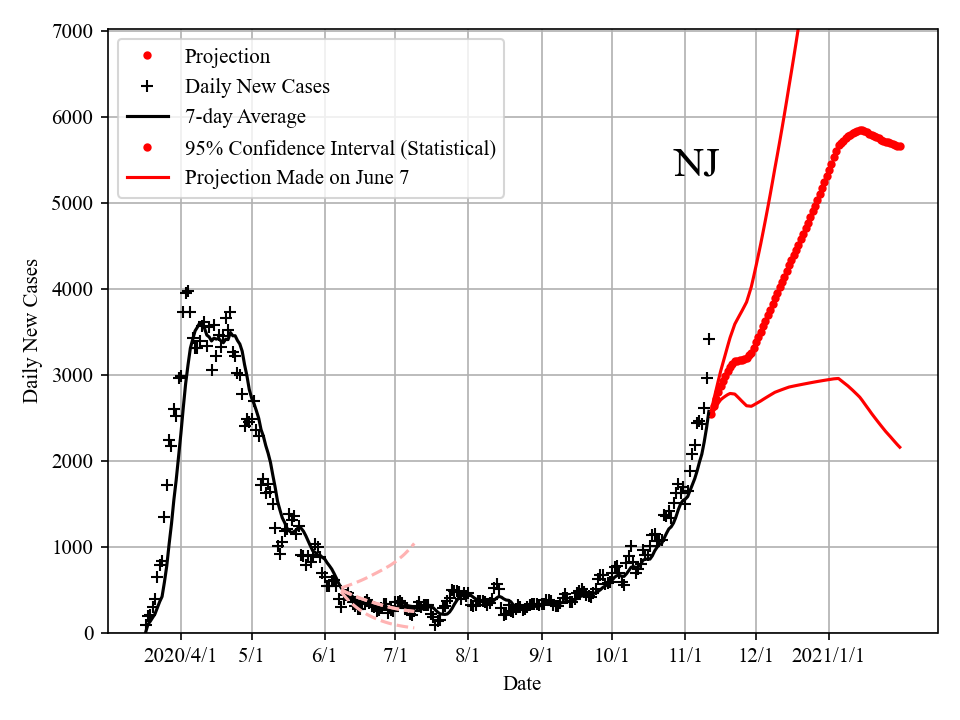 7000
6000
5000
4000
3000
2000
1000
0
Daily New Cases
Projection
Daily New Cases
7-day Average
95% Confidence Interval (Statistical)
Projection Made on June 7
NJ
2020/4/1 5/1 6/1 7/1 8/1 9/1 10/1 11/1 12/1 2021/1/1
Date